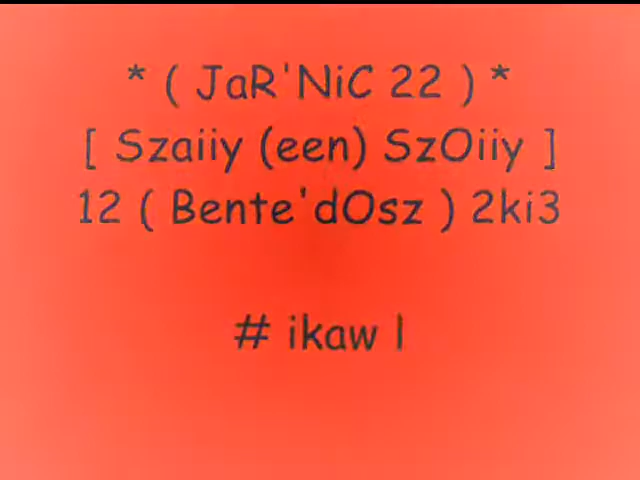 * ( JaR'NiC 22 ) *
[ Szaiiy (een) SzOiiy ]
12 ( Bente'dOsz ) 2ki3
# ikaw l